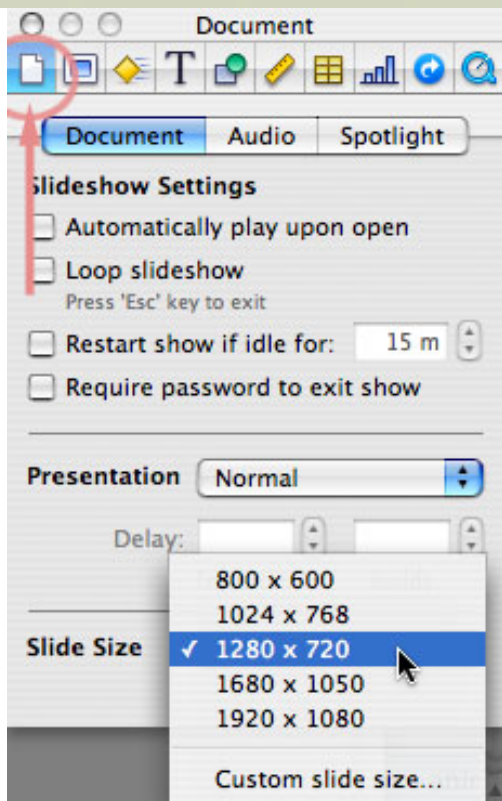 Document
T
Document Audio Spotlight
Slideshow Settings
Automatically play upon open
Loop slideshow
Press 'Esc' key to exit
Restart show if idle for: 15 m
Require password to exit show
Presentation Normal
Delay:
800 x 600
1024 x 768
Slide Size ✓ 1280 x 720
1680 x 1050
1920 x 1080
Custom slide size...